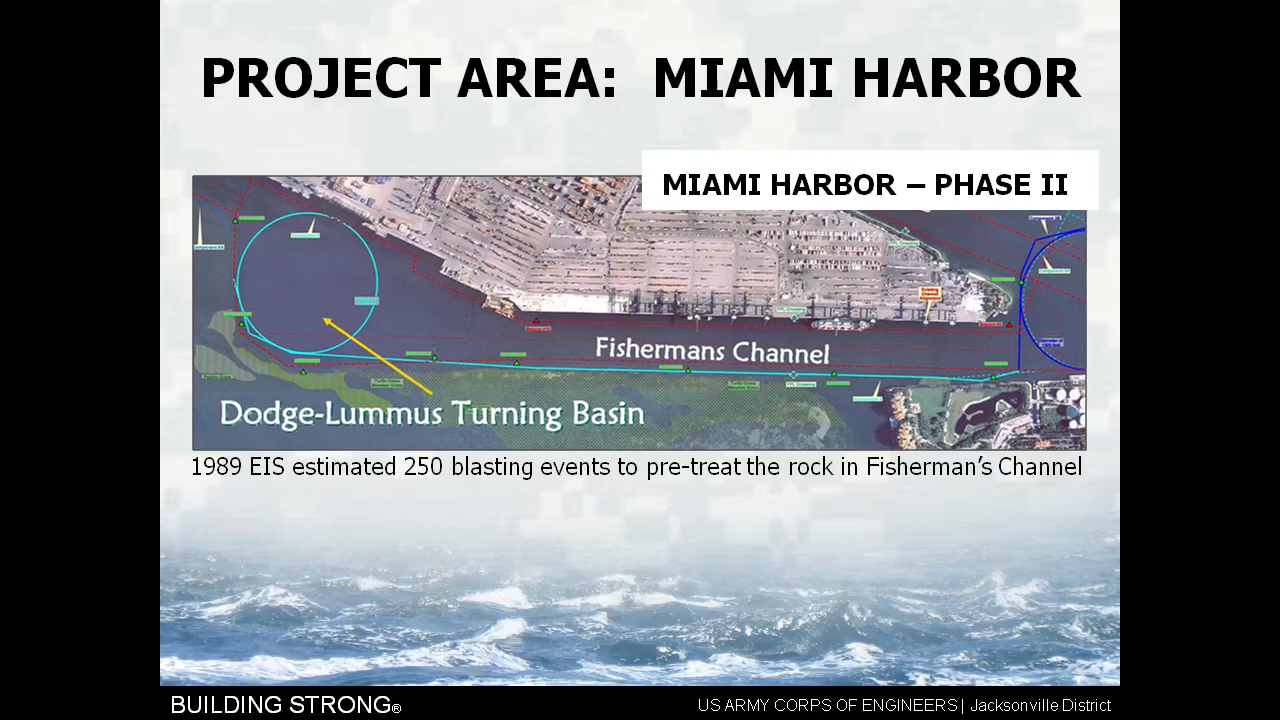 PROJECT AREA: MIAMI HARBOR
MIAMI HARBOR – PHASE II
Fishermans Channel
Dodge-Lummus Turning Basin
1989 EIS estimated 250 blasting events to pre-treat the rock in Fisherman’s Channel
BUILDING STRONG®
US ARMY CORPS OF ENGINEERS | Jacksonville District